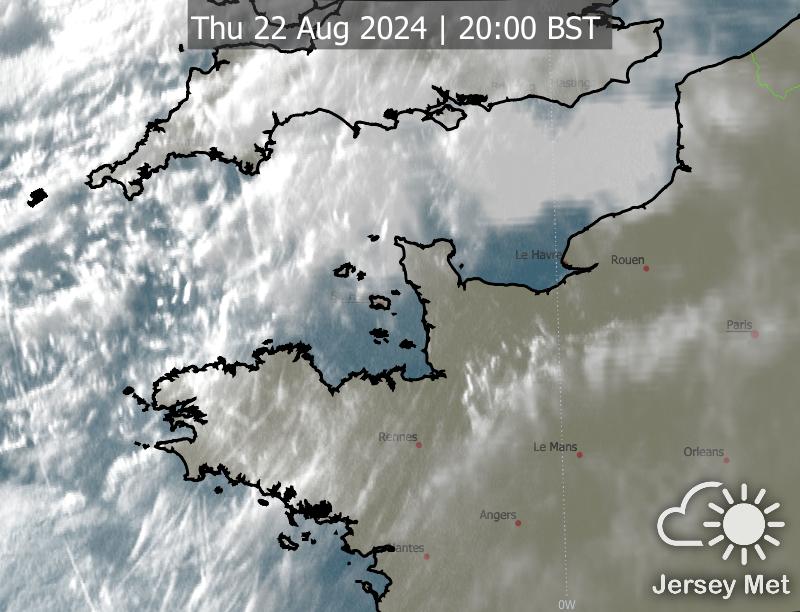 Thu 22 Aug 2024 | 20:00 BST
Le Havre
Rouen
Paris
Rennes
Le Mans
Orleans
Angers
Jersey Met
0W